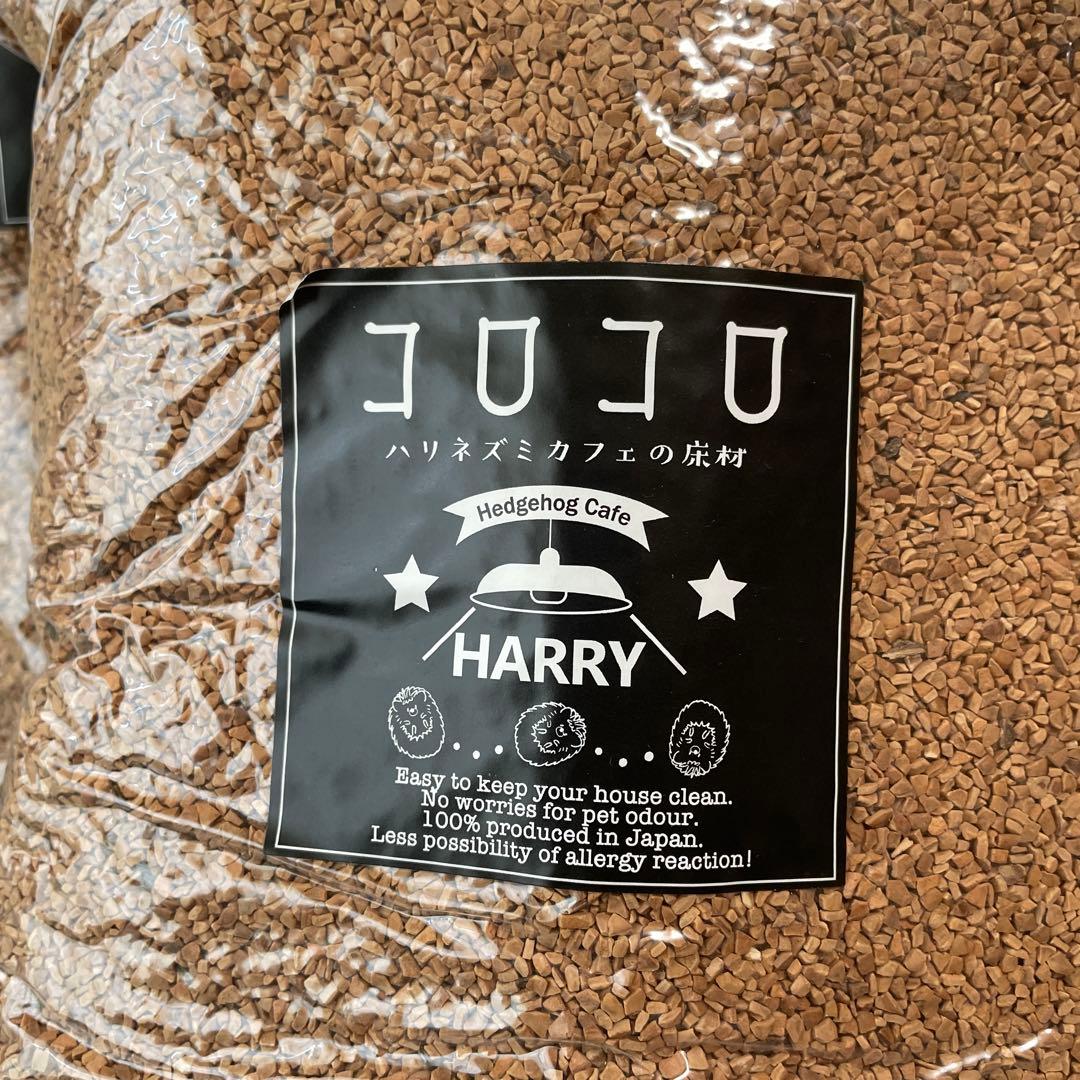 コロコロ
ハリネズミカフェの床材
Hedgehog Cafe
HARRY
Easy to keep your house clean.
No worries for pet odour.
100% produced in Japan.
Less possibility of allergy reaction!